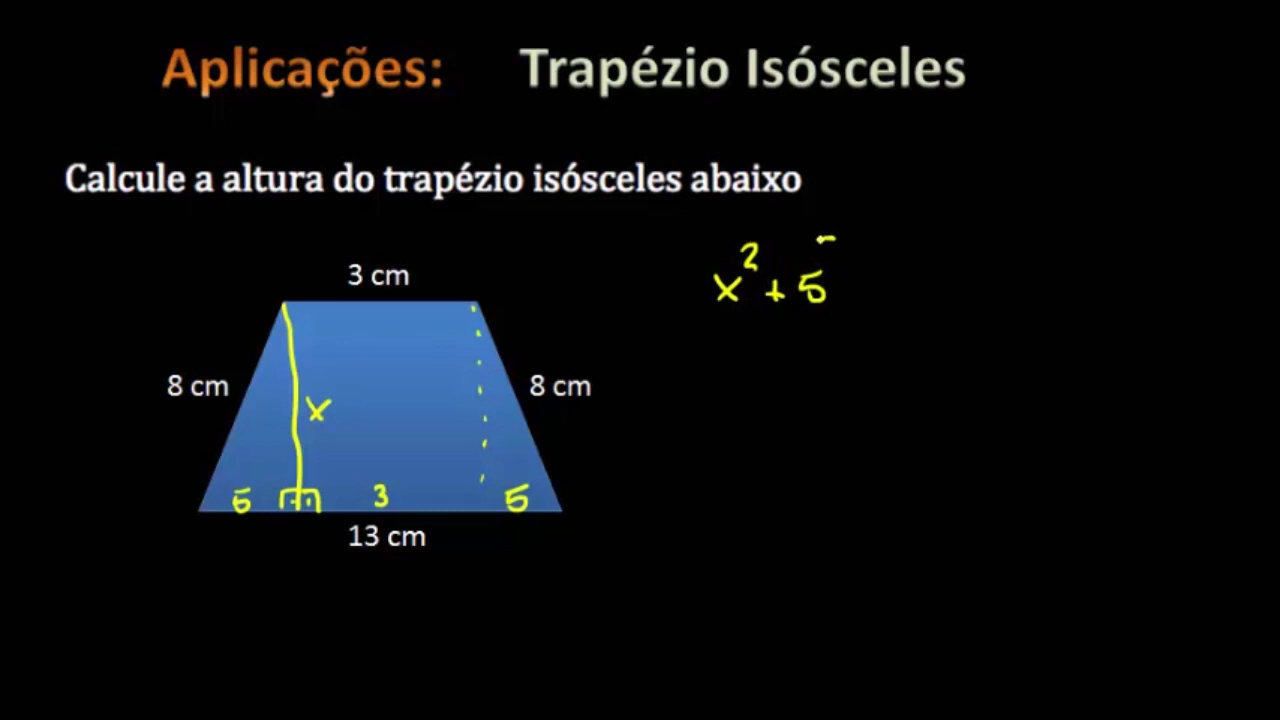 Aplicações: Trapézio Isósceles
Calcule a altura do trapézio isósceles abaixo
x² + 5
3 cm
8 cm
8 cm
x
5 3 5
13 cm